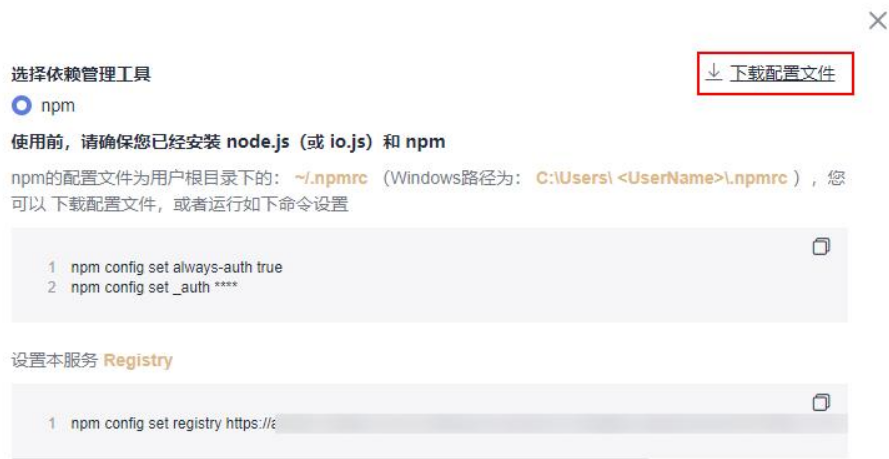 选择依赖管理工具
下载配置文件
npm
使用前，请确保您已经安装 node.js（或 io.js）和 npm
npm的配置文件为用户根目录下的： ~/.npmrc （Windows路径为： C:\Users\ <UserName>\.npmrc ），您
可以 下载配置文件，或者运行如下命令设置
1 npm config set always-auth true
2 npm config set _auth ****
设置本服务 Registry
1 npm config set registry https://